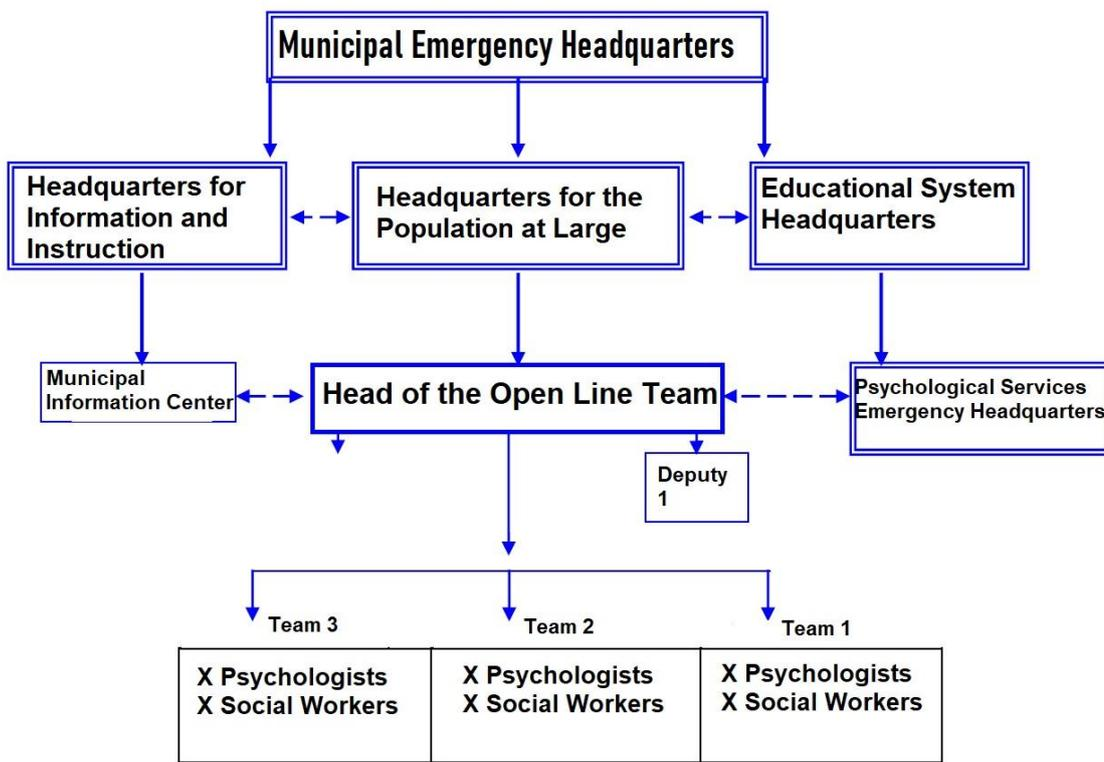 Municipal Emergency Headquarters
Headquarters for
Information and
Instruction
Headquarters for the
Population at Large
Educational System
Headquarters
Municipal
Information Center
Head of the Open Line Team
Psychological Services
Emergency Headquarters
Deputy
1
Team 3
Team 2
Team 1
X Psychologists
X Social Workers
X Psychologists
X Social Workers
X Psychologists
X Social Workers